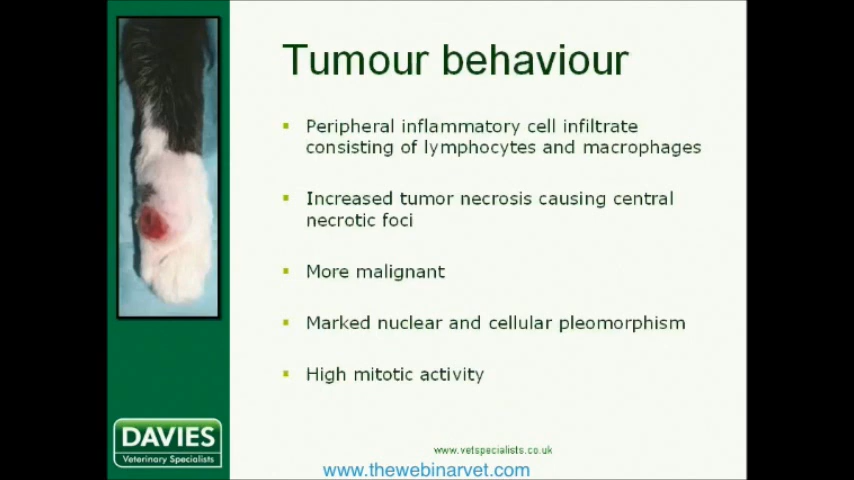 Tumour behaviour
Peripheral inflammatory cell infiltrate
consisting of lymphocytes and macrophages
Increased tumor necrosis causing central
necrotic foci
More malignant
Marked nuclear and cellular pleomorphism
High mitotic activity
DAVIES
Veterinary Specialists
www.vetspecialists.co.uk
www.thewebinarvet.com